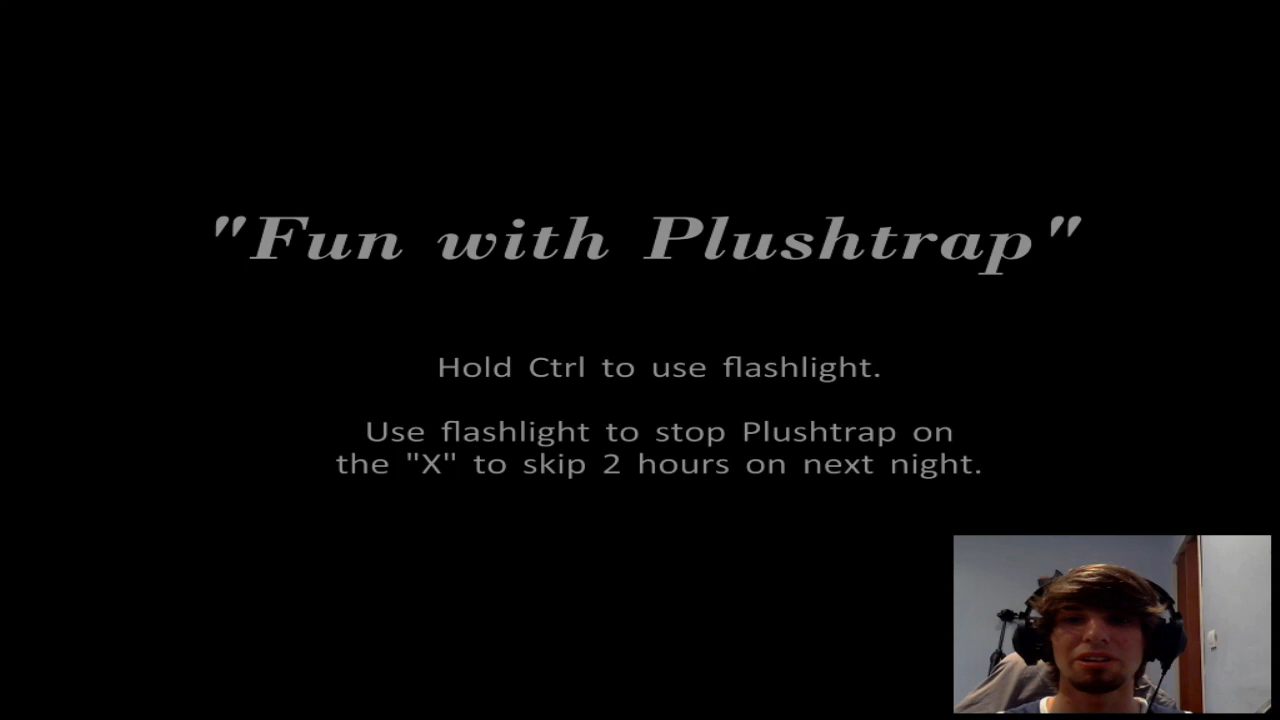 "Fun with Plushtrap"
Hold Ctrl to use flashlight.
Use flashlight to stop Plushtrap on
the "X" to skip 2 hours on next night.